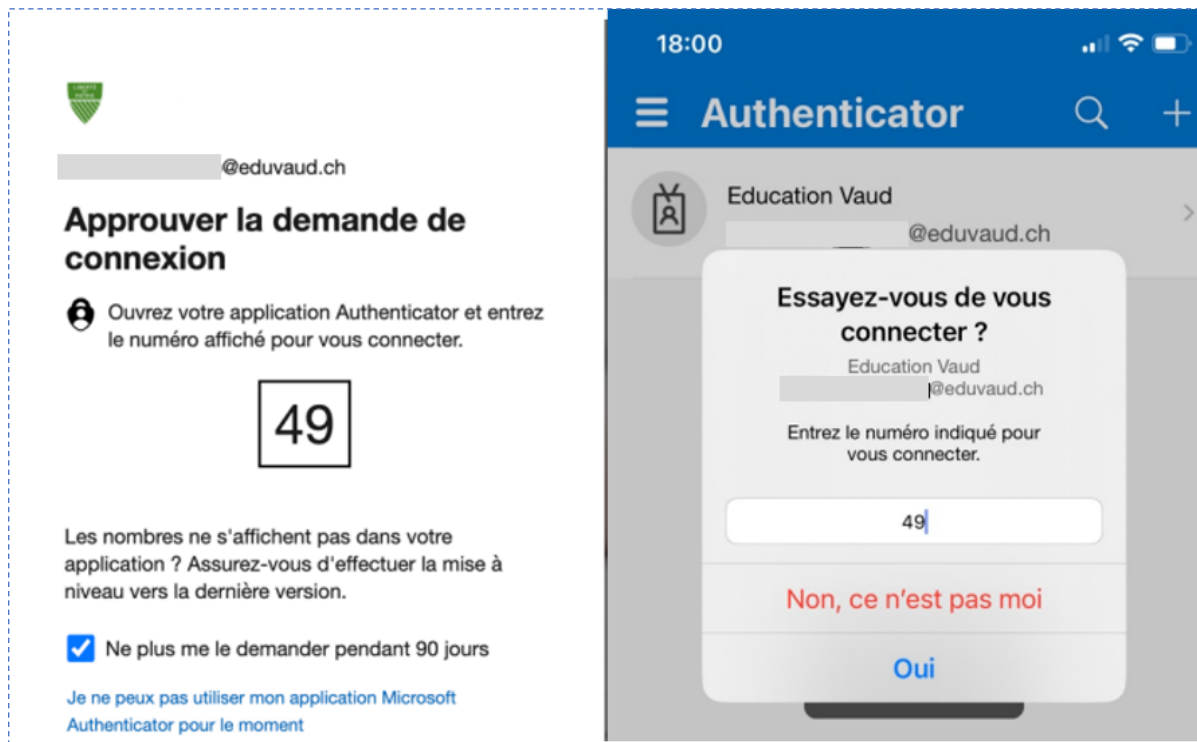 LIBERTÉ
ET
PATRIE
@eduvaud.ch
Approuver la demande de
connexion
Ouvrez votre application Authenticator et entrez
le numéro affiché pour vous connecter.
49
Les nombres ne s'affichent pas dans votre
application ? Assurez-vous d'effectuer la mise à
niveau vers la dernière version.
Ne plus me le demander pendant 90 jours
Je ne peux pas utiliser mon application Microsoft
Authenticator pour le moment
18:00
Authenticator
Education Vaud
@eduvaud.ch
Essayez-vous de vous
connecter ?
Education Vaud
@eduvaud.ch
Entrez le numéro indiqué pour
vous connecter.
49
Non, ce n’est pas moi
Oui